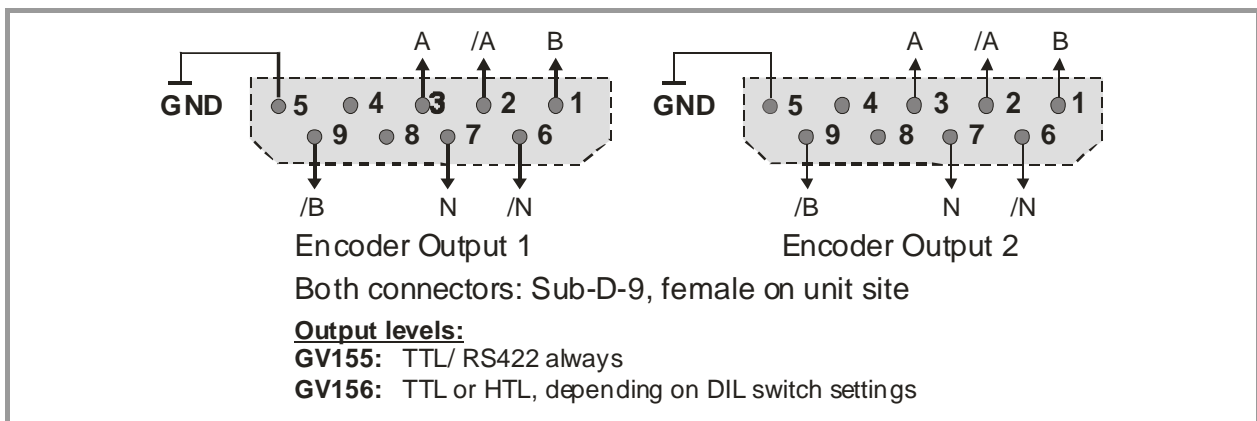 A /A B A /A B
GND 5 4 3 2 1 GND 5 4 3 2 1
9 8 7 6 9 8 7 6
/B N /N /B N /N
Encoder Output 1 Encoder Output 2
Both connectors: Sub-D-9, female on unit site
Output levels:
GV155: TTL/ RS422 always
GV156: TTL or HTL, depending on DIL switch settings